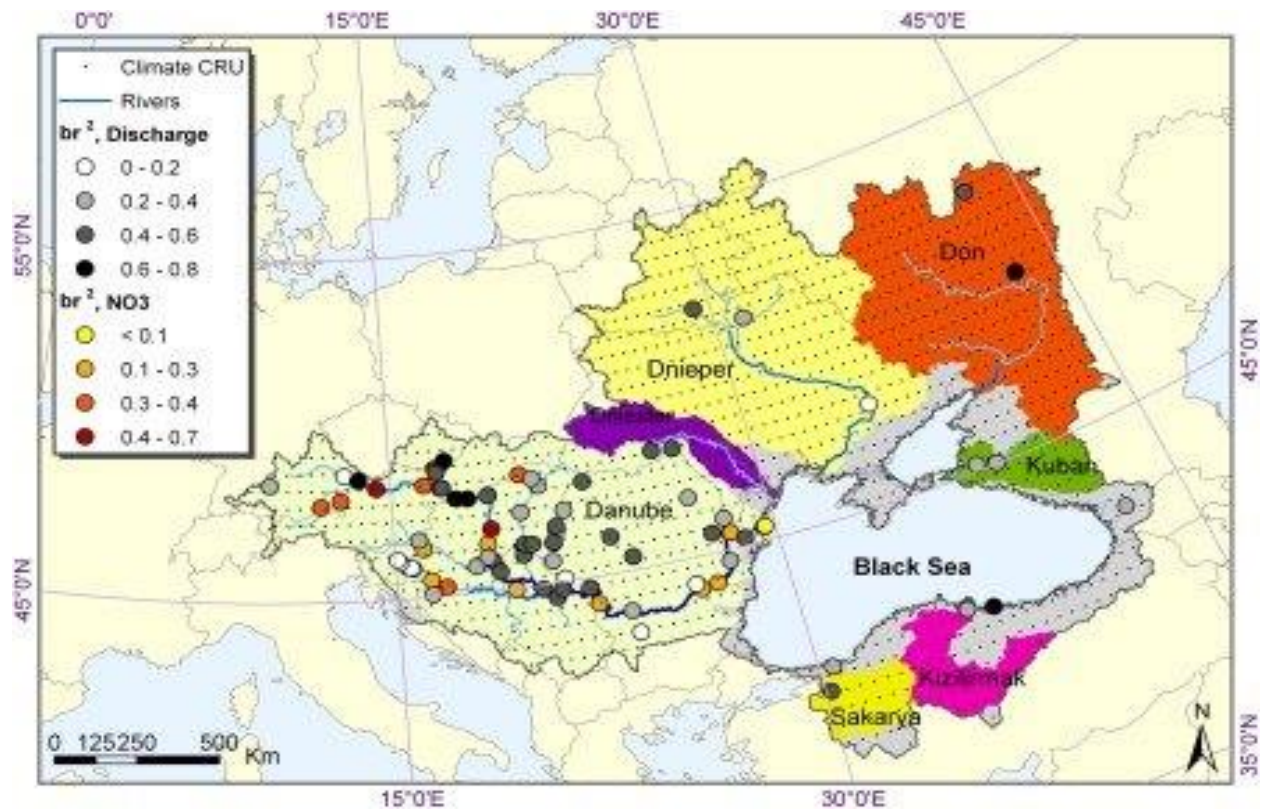 0°0'
15°0'E
30°0'E
45°0'E
Climate CRU
Rivers
br ², Discharge
0 - 0.2
0.2 - 0.4
0.4 - 0.6
0.6 - 0.8
br ², NO3
< 0.1
0.1 - 0.3
0.3 - 0.4
0.4 - 0.7
55°0'N
45°0'N
45°0'N
35°0'N
Don
Dnieper
Kuban
Danube
Black Sea
Kizilirmak
Sakarya
0 125250 500
Km
N
15°0'E
30°0'E